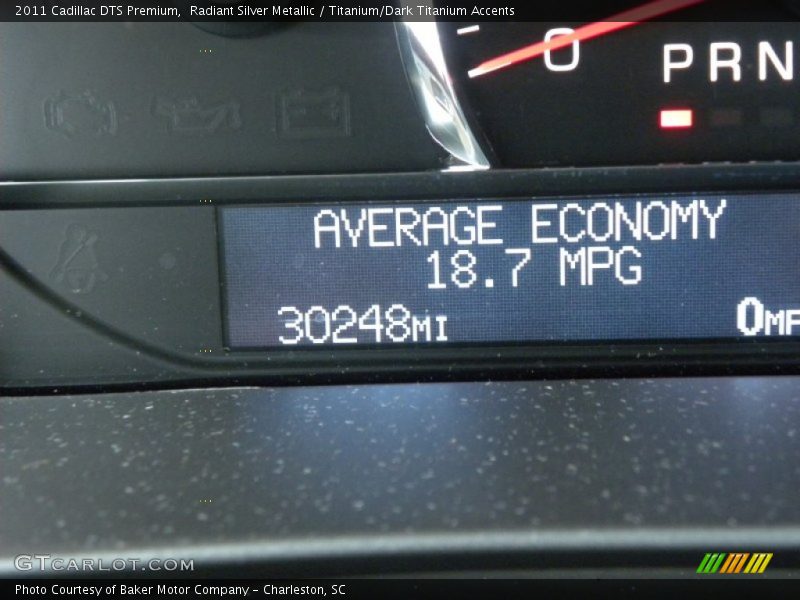 2011 Cadillac DTS Premium,  Radiant Silver Metallic / Titanium/Dark Titanium Accents
0
P R N
AVERAGE ECONOMY
18.7 MPG
30248MI
0MP
GTCARLOT.COM
Photo Courtesy of Baker Motor Company – Charleston, SC